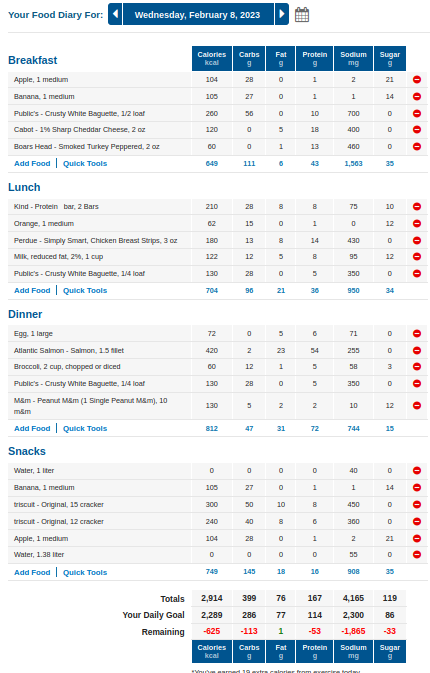 Your Food Diary For: Wednesday, February 8, 2023
Breakfast
Calories kcal Carbs g Fat g Protein g Sodium mg Sugar g
Apple, 1 medium 104 28 0 1 2 21
Banana, 1 medium 105 27 0 1 1 14
Public's - Crusty White Baguette, 1/2 loaf 260 56 0 10 700 0
Cabot - 1% Sharp Cheddar Cheese, 2 oz 120 0 5 18 400 0
Boars Head - Smoked Turkey Peppered, 2 oz 60 0 1 13 460 0
Add Food | Quick Tools 649 111 6 43 1,563 35
Lunch
Kind - Protein bar, 2 Bars 210 28 8 8 75 10
Orange, 1 medium 62 15 0 1 0 12
Perdue - Simply Smart, Chicken Breast Strips, 3 oz 180 13 8 14 430 0
Milk, reduced fat, 2%, 1 cup 122 12 5 8 95 12
Public's - Crusty White Baguette, 1/4 loaf 130 28 0 5 350 0
Add Food | Quick Tools 704 96 21 36 950 34
Dinner
Egg, 1 large 72 0 5 6 71 0
Atlantic Salmon - Salmon, 1.5 fillet 420 2 23 54 255 0
Broccoli, 2 cup, chopped or diced 60 12 1 5 58 3
Public's - Crusty White Baguette, 1/4 loaf 130 28 0 5 350 0
M&m - Peanut M&m (1 Single Peanut M&m), 10
m&m 130 5 2 2 10 12
Add Food | Quick Tools 812 47 31 72 744 15
Snacks
Water, 1 liter 0 0 0 0 40 0
Banana, 1 medium 105 27 0 1 1 14
triscuit - Original, 15 cracker 300 50 10 8 450 0
triscuit - Original, 12 cracker 240 40 8 6 360 0
Apple, 1 medium 104 28 0 1 2 21
Water, 1.38 liter 0 0 0 0 55 0
Add Food | Quick Tools 749 145 18 16 908 35
Totals 2,914 399 76 167 4,165 119
Your Daily Goal 2,289 286 77 114 2,300 86
Remaining -625 -113 1 -53 -1,865 -33
Calories kcal Carbs g Fat g Protein g Sodium mg Sugar g
*You've earned 19 extra calories from exercise today